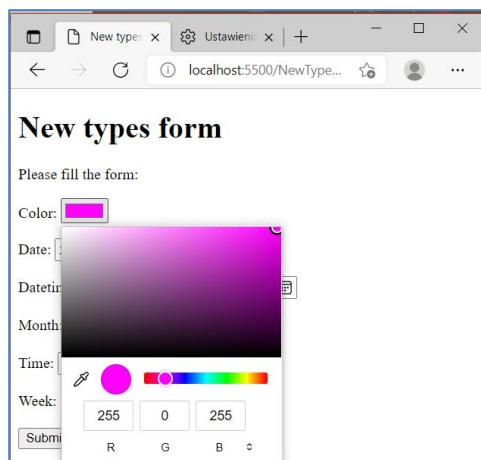 New types
Ustawieni
localhost:5500/NewType...
New types form
Please fill the form:
Color:
Date:
Datetim
Month:
Time:
Week:
255 0 255
R G B
Submi